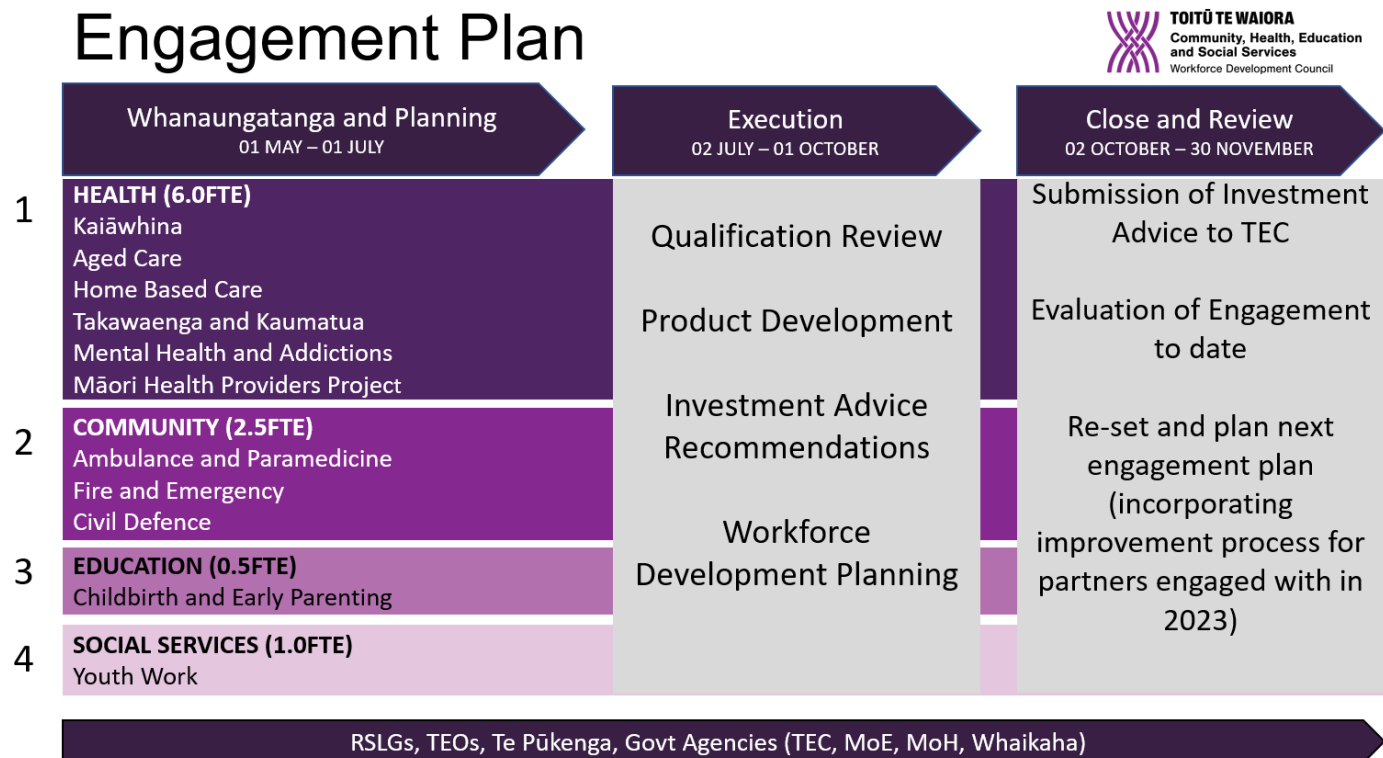 Engagement Plan
TOITŪ TE WAIORA
Community, Health, Education
and Social Services
Workforce Development Council
Whanaungatanga and Planning
01 MAY – 01 JULY
Execution
02 JULY – 01 OCTOBER
Close and Review
02 OCTOBER – 30 NOVEMBER
1
HEALTH (6.0FTE)
Kaiāwhina
Aged Care
Home Based Care
Takawaenga and Kaumatua
Mental Health and Addictions
Māori Health Providers Project
2
COMMUNITY (2.5FTE)
Ambulance and Paramedicine
Fire and Emergency
Civil Defence
3
EDUCATION (0.5FTE)
Childbirth and Early Parenting
4
SOCIAL SERVICES (1.0FTE)
Youth Work
Qualification Review
Product Development
Investment Advice
Recommendations
Workforce
Development Planning
Submission of Investment
Advice to TEC
Evaluation of Engagement
to date
Re-set and plan next
engagement plan
(incorporating
improvement process for
partners engaged with in
2023)
RSLGs, TEOs, Te Pūkenga, Govt Agencies (TEC, MoE, MoH, Whaikaha)